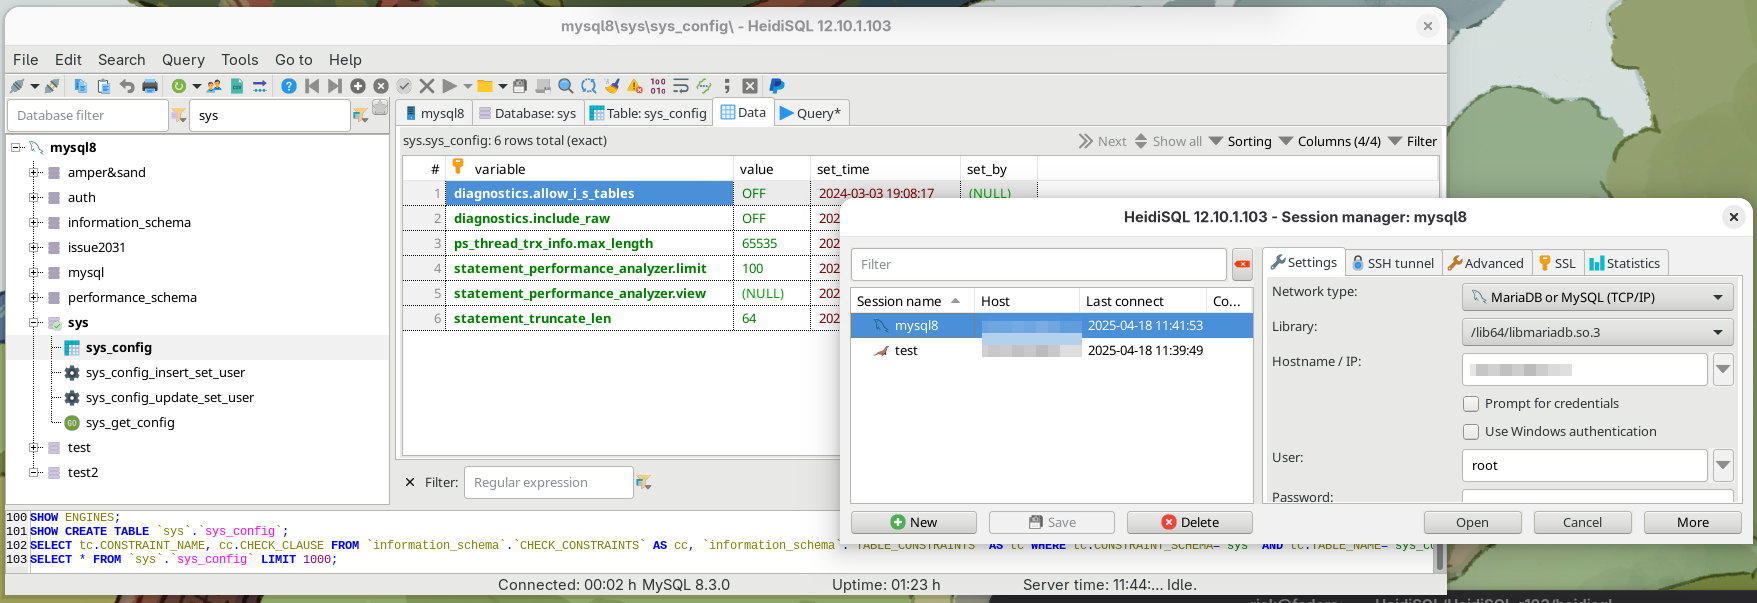 mysql8\sys\sys_config\ - HeidiSQL 12.10.1.103
File Edit Search Query Tools Go to Help
Database filter
sys
mysql8
amper&sand
auth
information_schema
issue2031
mysql
performance_schema
sys
sys_config
sys_config_insert_set_user
sys_config_update_set_user
GO sys_get_config
test
test2
mysql8 Database: sys Table: sys_config Data Query*
sys.sys_config: 6 rows total (exact)
Next Show all Sorting Columns (4/4) Filter
# variable value set_time set_by
1 diagnostics.allow_i_s_tables OFF 2024-03-03 19:08:17 (NULL)
2 diagnostics.include_raw OFF 202
3 ps_thread_trx_info.max_length 65535 202
4 statement_performance_analyzer.limit 100 202
5 statement_performance_analyzer.view (NULL) 202
6 statement_truncate_len 64 202
Filter: Regular expression
100 SHOW ENGINES;
101 SHOW CREATE TABLE `sys`.`sys_config`;
102 SELECT tc.CONSTRAINT_NAME, cc.CHECK_CLAUSE FROM `information_schema`.`CHECK_CONSTRAINTS` AS cc, `information_schema`.`TABLE_CONSTRAINTS` AS tc WHERE tc.CONSTRAINT_SCHEMA='sys' AND tc.TABLE_NAME='sys_co
103 SELECT * FROM `sys`.`sys_config` LIMIT 1000;
Connected: 00:02 h MySQL 8.3.0 Uptime: 01:23 h Server time: 11:44:... Idle.
HeidiSQL 12.10.1.103 - Session manager: mysql8
Filter
Session name Host Last connect Co...
mysql8 2025-04-18 11:41:53
test 2025-04-18 11:39:49
New Save Delete
Settings SSH tunnel Advanced SSL Statistics
Network type: MariaDB or MySQL (TCP/IP)
Library: /lib64/libmariadb.so.3
Hostname / IP:
Prompt for credentials
Use Windows authentication
User: root
Password:
Open Cancel More